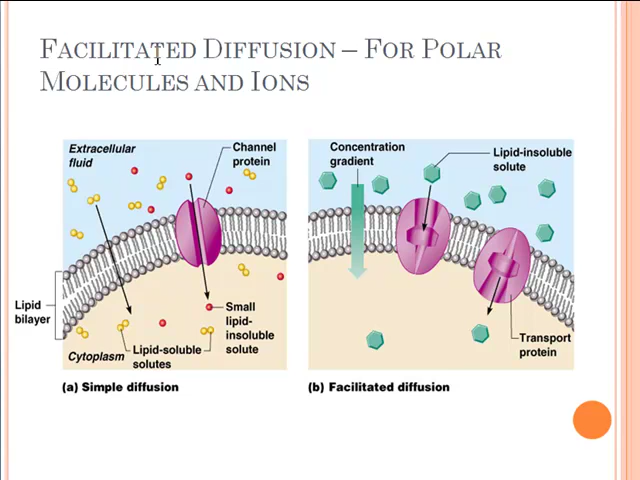 FACILITATED DIFFUSION – FOR POLAR
MOLECULES AND IONS
Extracellular
fluid
Channel
protein
Lipid
bilayer
Cytoplasm
Lipid-soluble
solutes
Small
lipid-
insoluble
solute
(a) Simple diffusion
Concentration
gradient
Lipid-insoluble
solute
Transport
protein
(b) Facilitated diffusion